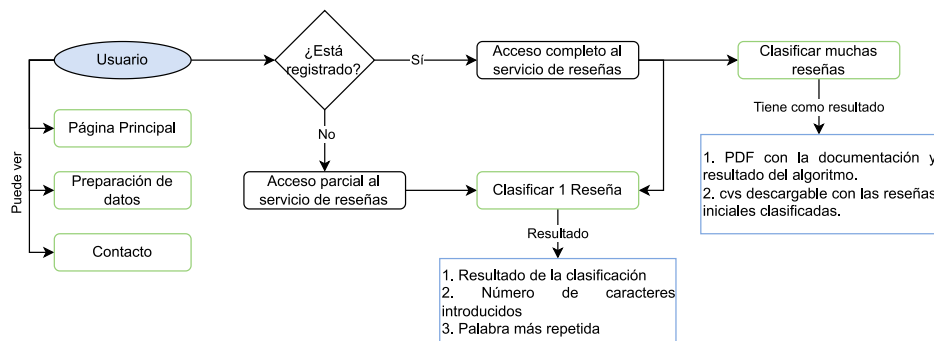 Usuario
¿Está
registrado?
Sí
Acceso completo al
servicio de reseñas
Clasificar muchas
reseñas
Puede ver
Página Principal
No
Tiene como resultado
Preparación de
datos
Acceso parcial al
servicio de reseñas
Clasificar 1 Reseña
1. PDF con la documentación y
resultado del algoritmo.
2. cvs descargable con las reseñas
iniciales clasificadas.
Contacto
Resultado
1. Resultado de la clasificación
2. Número de caracteres
introducidos
3. Palabra más repetida